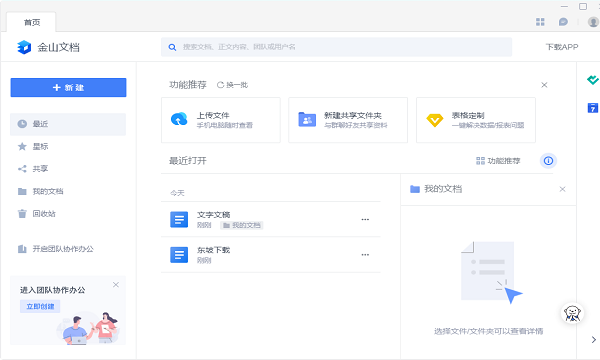 首页
金山文档
搜索文档，正文内容，团队或用户名
下载APP
+ 新建
最近
星标
共享
我的文档
回收站
开启团队协作办公
进入团队协作办公
立即创建
功能推荐
换一批
上传文件
手机电脑随时查看
新建共享文件夹
与群聊好友共享资料
表格定制
一键解决数据/报表问题
最近打开
功能推荐
今天
文字文稿
刚刚 我的文档
东坡下载
刚刚
我的文档
选择文件/文件夹可以查看详情
7